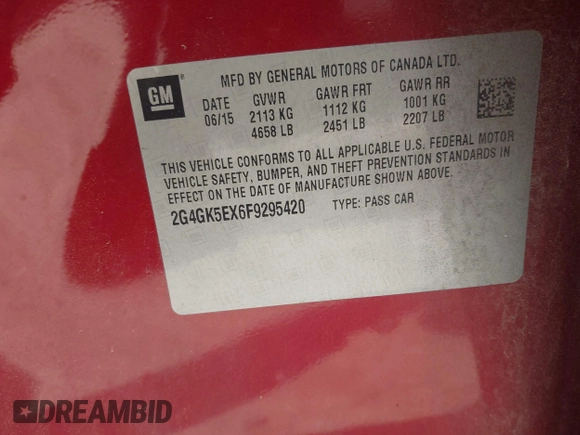 GM
MFD BY GENERAL MOTORS OF CANADA LTD.
DATE GVWR GAWR FRT GAWR RR
06/15 2113 KG 1112 KG 1001 KG
4658 LB 2451 LB 2207 LB
THIS VEHICLE CONFORMS TO ALL APPLICABLE U.S. FEDERAL MOTOR
VEHICLE SAFETY, BUMPER, AND THEFT PREVENTION STANDARDS IN
EFFECT ON THE DATE OF MANUFACTURE SHOWN ABOVE.
2G4GK5EX6F9295420 TYPE: PASS CAR
DREAMBID